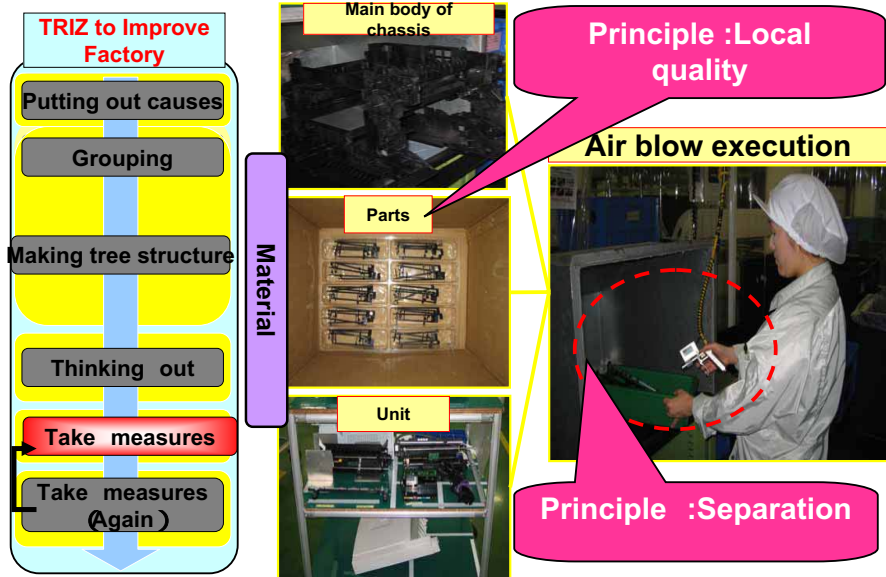 TRIZ to Improve
Factory
Putting out causes
Grouping
Making tree structure
Thinking out
Take measures
Take measures
(Again)
Material
Main body of
chassis
Parts
Unit
Principle :Local
quality
Air blow execution
Principle :Separation